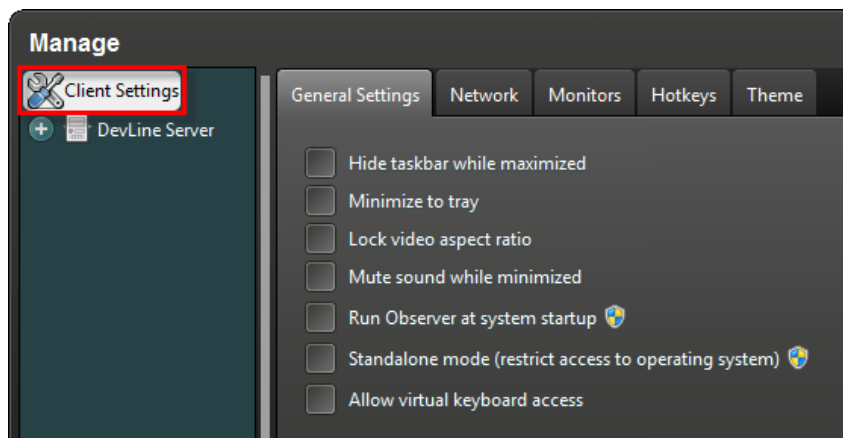 Manage
Client Settings
DevLine Server
General Settings Network Monitors Hotkeys Theme
Hide taskbar while maximized
Minimize to tray
Lock video aspect ratio
Mute sound while minimized
Run Observer at system startup
Standalone mode (restrict access to operating system)
Allow virtual keyboard access